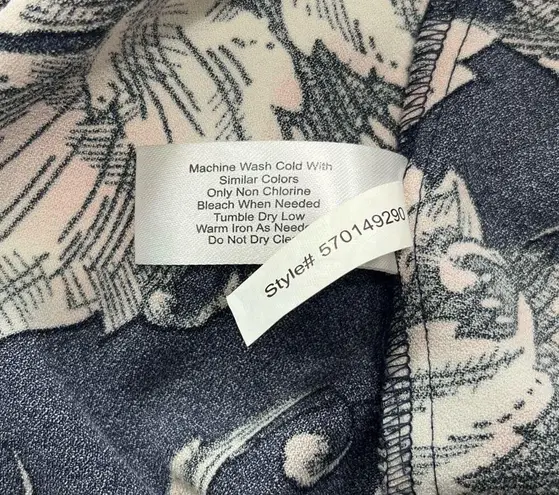 Machine Wash Cold With
Similar Colors
Only Non Chlorine
Bleach When Needed
Tumble Dry Low
Warm Iron As
Do Not Dry
Style# 570149290